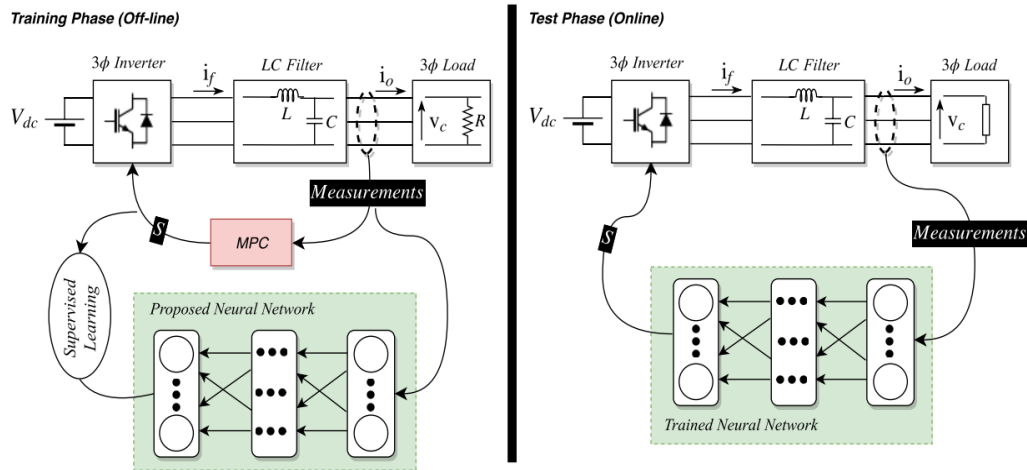 Training Phase (Off-line)
3ϕ Inverter
i_f
LC Filter
i_o
3ϕ Load
V_dc
L
C
v_c
R
Measurements
S
MPC
Supervised
Learning
Proposed Neural Network
Test Phase (Online)
3ϕ Inverter
i_f
LC Filter
i_o
3ϕ Load
V_dc
L
C
v_c
Measurements
S
Trained Neural Network